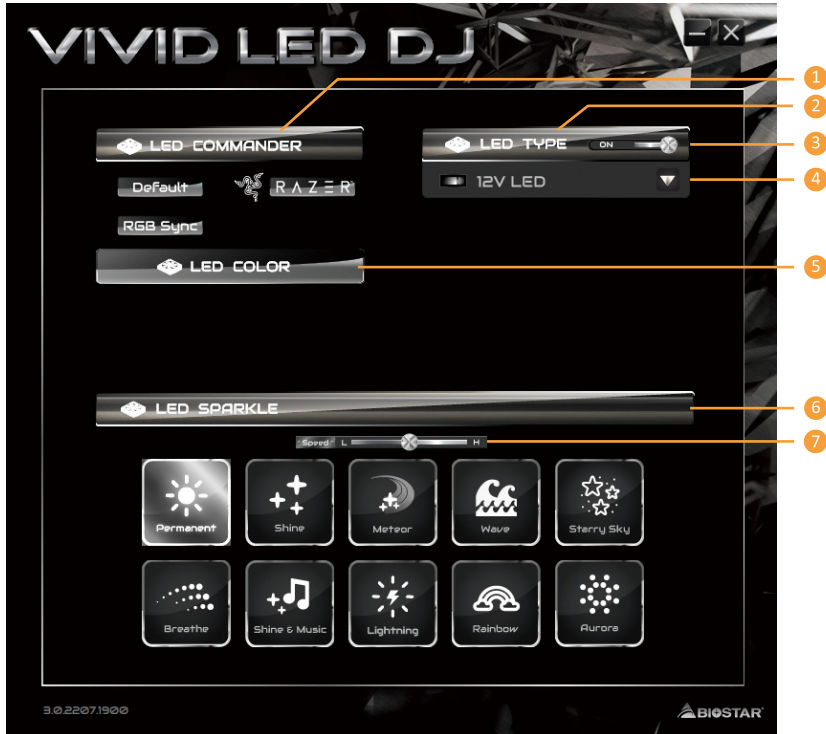 VIVID LED DJ
1
2
LED COMMANDER
LED TYPE ON
3
Default RAZER
12V LED
4
RGB Sync
LED COLOR
5
LED SPARKLE
6
Speed L H
7
Permanent Shine Meteor Wave Starry Sky
Breathe Shine & Music Lightning Rainbow Aurora
3.0.2207.1900
BIOSTAR